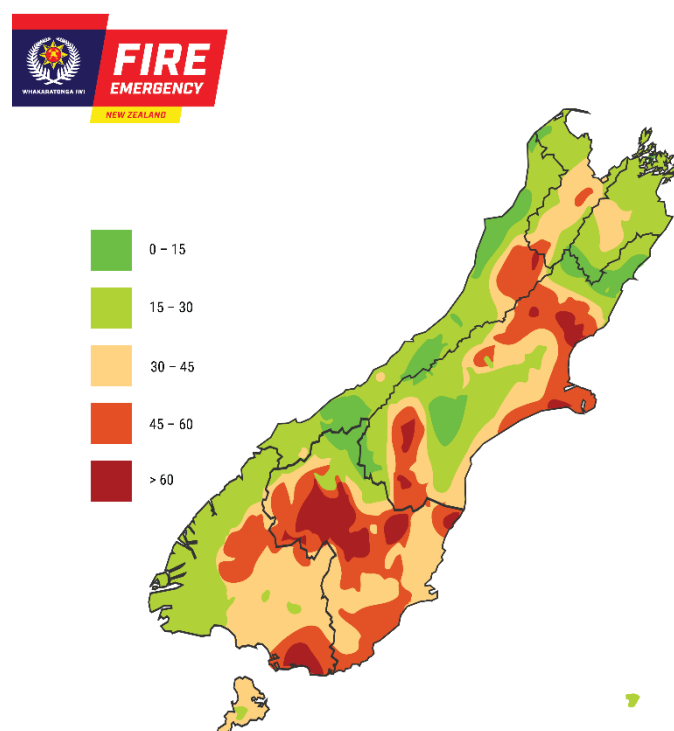 WHAKARATONGA IWI
FIRE
EMERGENCY
NEW ZEALAND
0 – 15
15 – 30
30 – 45
45 – 60
> 60